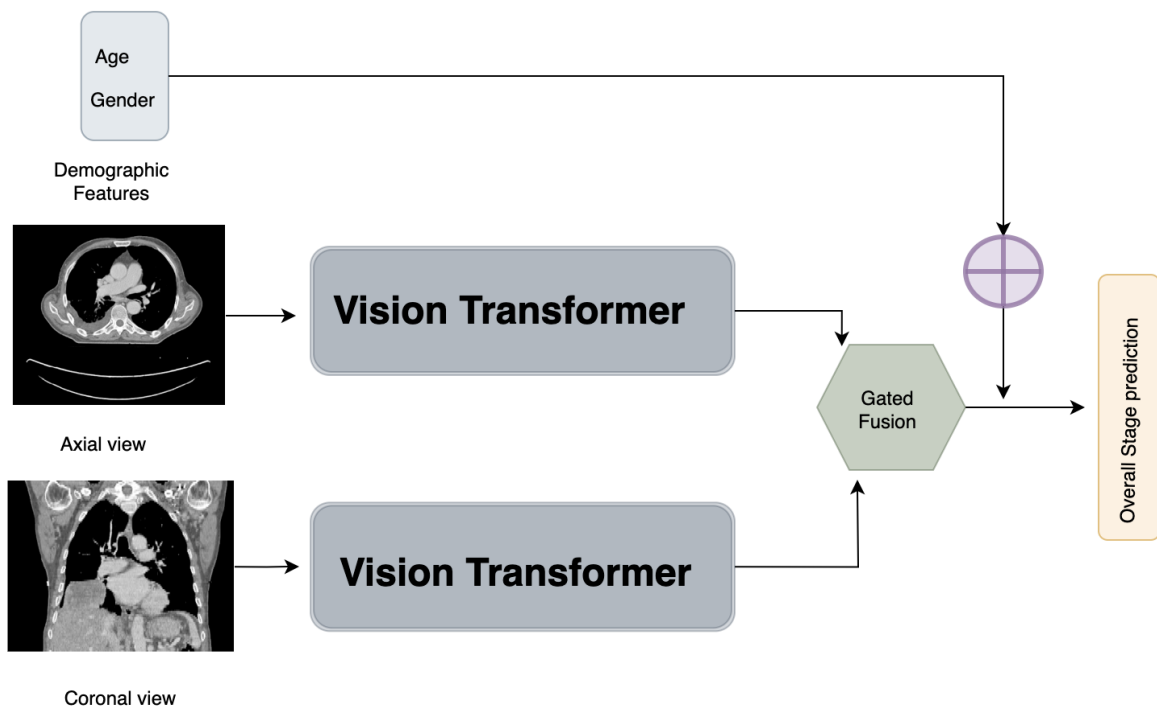 Age
Gender
Demographic
Features
Vision Transformer
Axial view
Gated
Fusion
Overall Stage prediction
Vision Transformer
Coronal view